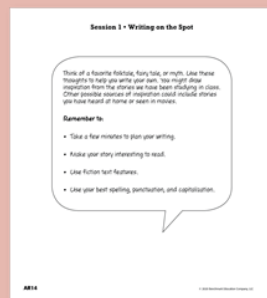 Session 1 • Writing on the Spot
Think of a favorite folktale, fairy tale, or myth. Use these
thoughts to help you write your own. You might draw
inspiration from the stories we have been studying in class.
Other possible sources of inspiration could include stories
you have heard at home or seen in movies.
Remember to:
• Take a few minutes to plan your writing.
• Make your story interesting to read.
• Use fiction text features.
• Use your best spelling, punctuation, and capitalization.
AR14
Education Company, LLC